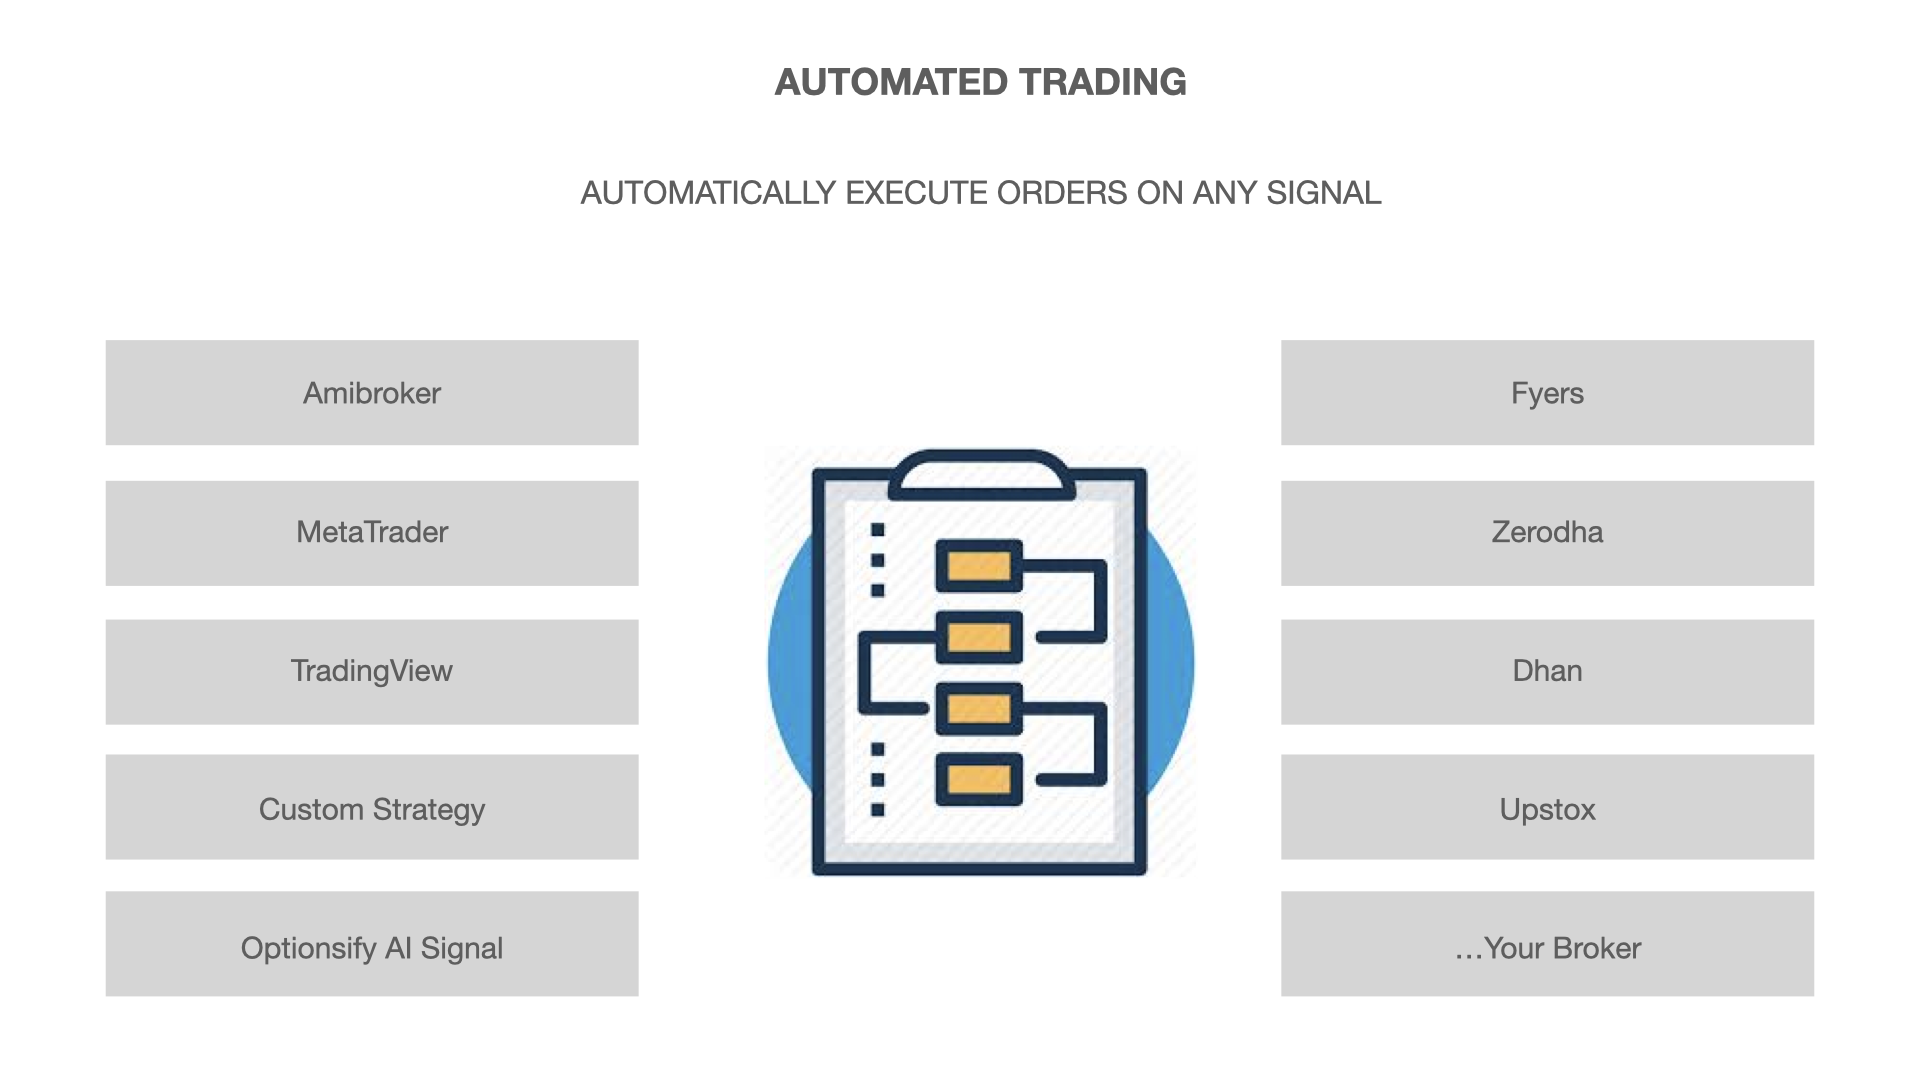 AUTOMATED TRADING
AUTOMATICALLY EXECUTE ORDERS ON ANY SIGNAL
Amibroker
MetaTrader
TradingView
Custom Strategy
Optionsify AI Signal
Fyers
Zerodha
Dhan
Upstox
…Your Broker